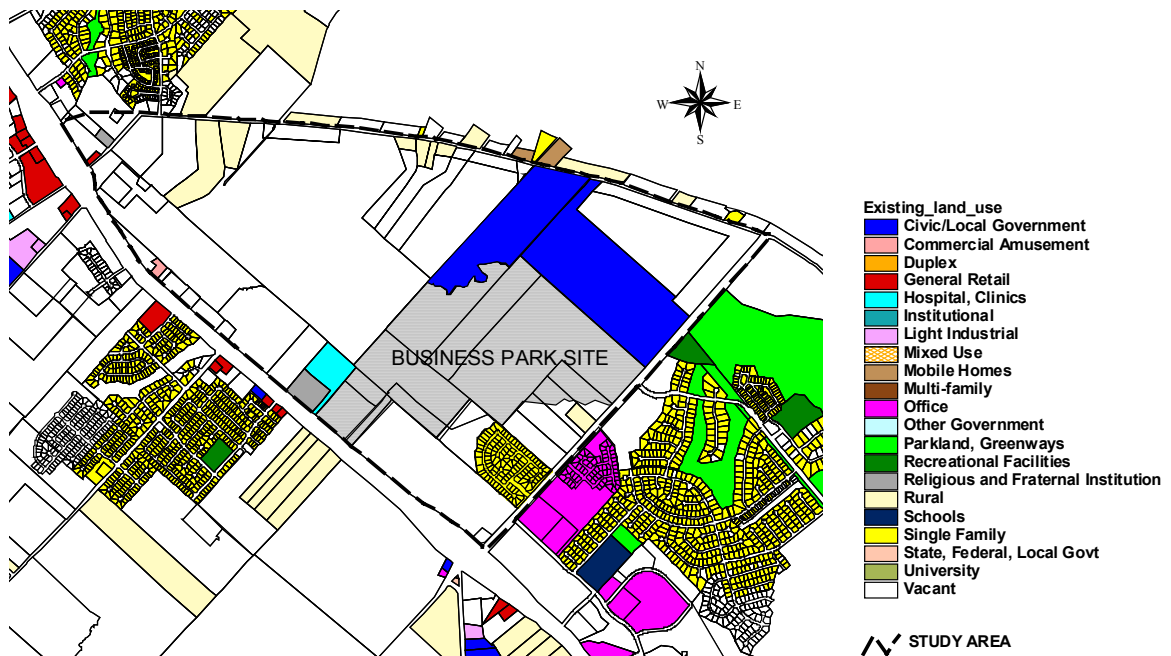 N
W
E
S
BUSINESS PARK SITE
Existing_land_use
Civic/Local Government
Commercial Amusement
Duplex
General Retail
Hospital, Clinics
Institutional
Light Industrial
Mixed Use
Mobile Homes
Multi-family
Office
Other Government
Parkland, Greenways
Recreational Facilities
Religious and Fraternal Institution
Rural
Schools
Single Family
State, Federal, Local Govt
University
Vacant
STUDY AREA